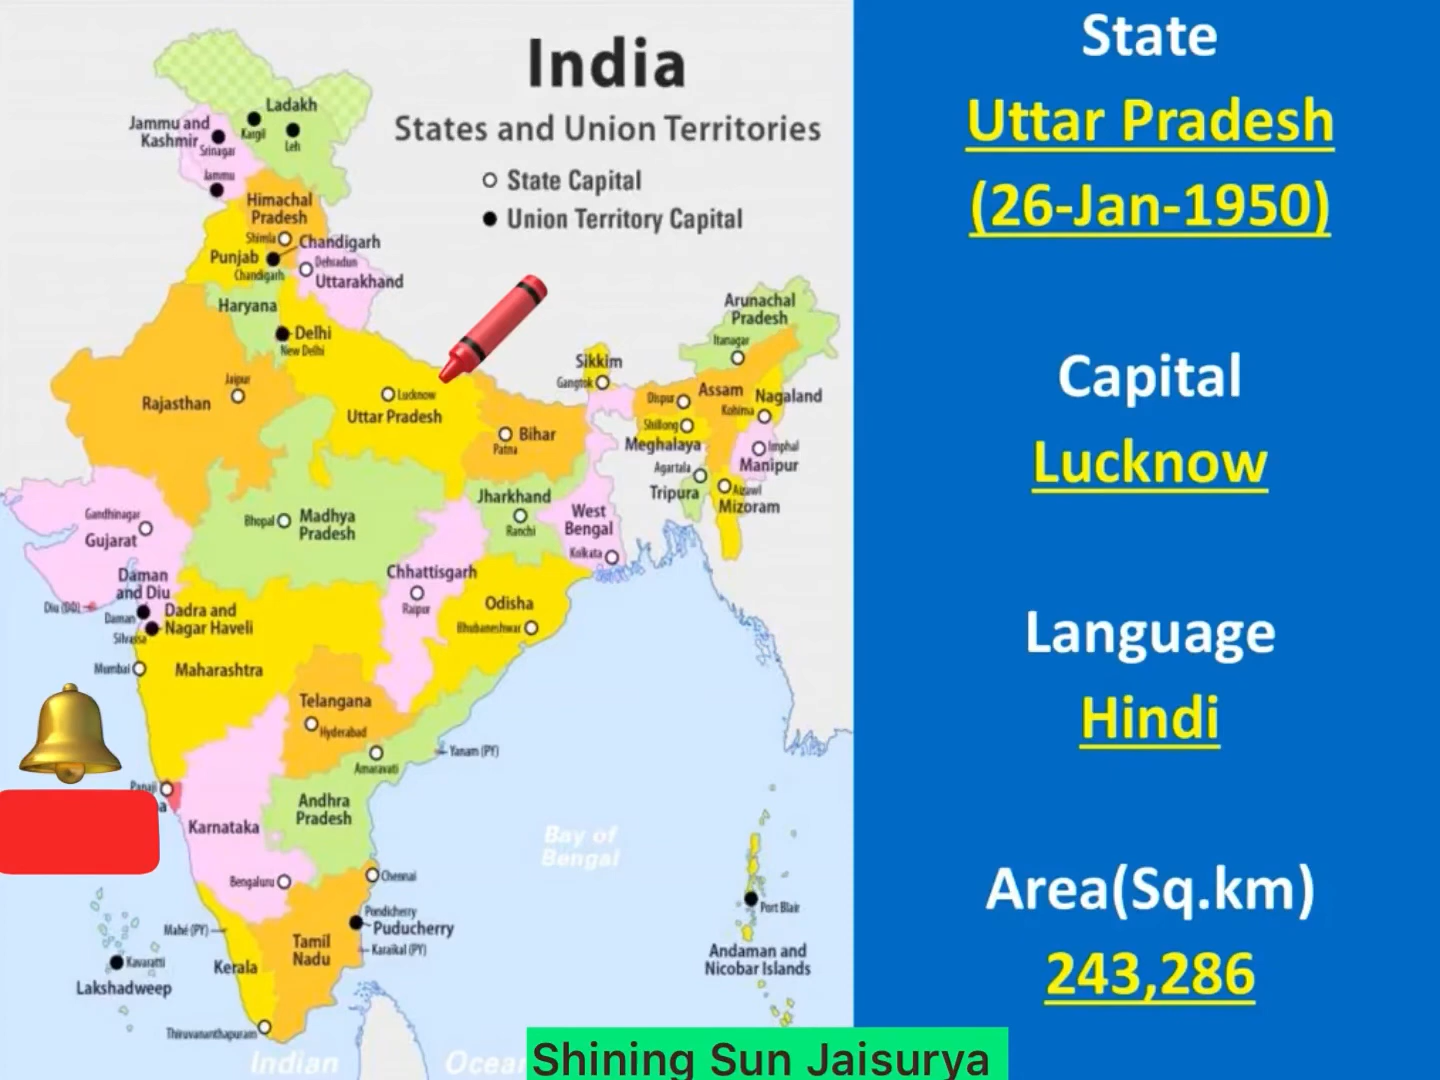 India
States and Union Territories
State Capital
Union Territory Capital
Ladakh
Kargil
Leh
Jammu and
Kashmir
Srinagar
Jammu
Himachal
Pradesh
Shimla
Chandigarh
Punjab
Chandigarh
Dehradun
Uttarakhand
Haryana
Delhi
New Delhi
Arunachal
Pradesh
Itanagar
Sikkim
Gangtok
Jaipur
Rajasthan
Lucknow
Uttar Pradesh
Bihar
Patna
Dispur
Assam
Nagaland
Kohima
Shillong
Meghalaya
Imphal
Manipur
Agartala
Tripura
Aizawl
Mizoram
Gandhinagar
Gujarat
Bhopal
Madhya
Pradesh
Jharkhand
Ranchi
West
Bengal
Kolkata
Daman
and Diu
Diu (DD)
Daman
Dadra and
Nagar Haveli
Silvassa
Chhattisgarh
Raipur
Odisha
Bhubaneshwar
Mumbai
Maharashtra
Telangana
Hyderabad
Amaravati
Yanam (PY)
Panaji
Karnataka
Andhra
Pradesh
Bay of
Bengal
Bengaluru
Chennai
Pondicherry
Puducherry
Karaikal (PY)
Mahé (PY)
Tamil
Nadu
Kerala
Kavaratti
Lakshadweep
Thiruvananthapuram
Port Blair
Andaman and
Nicobar Islands
Indian
State
Uttar Pradesh
(26-Jan-1950)
Capital
Lucknow
Language
Hindi
Area(Sq.km)
243,286
Shining Sun Jaisurya